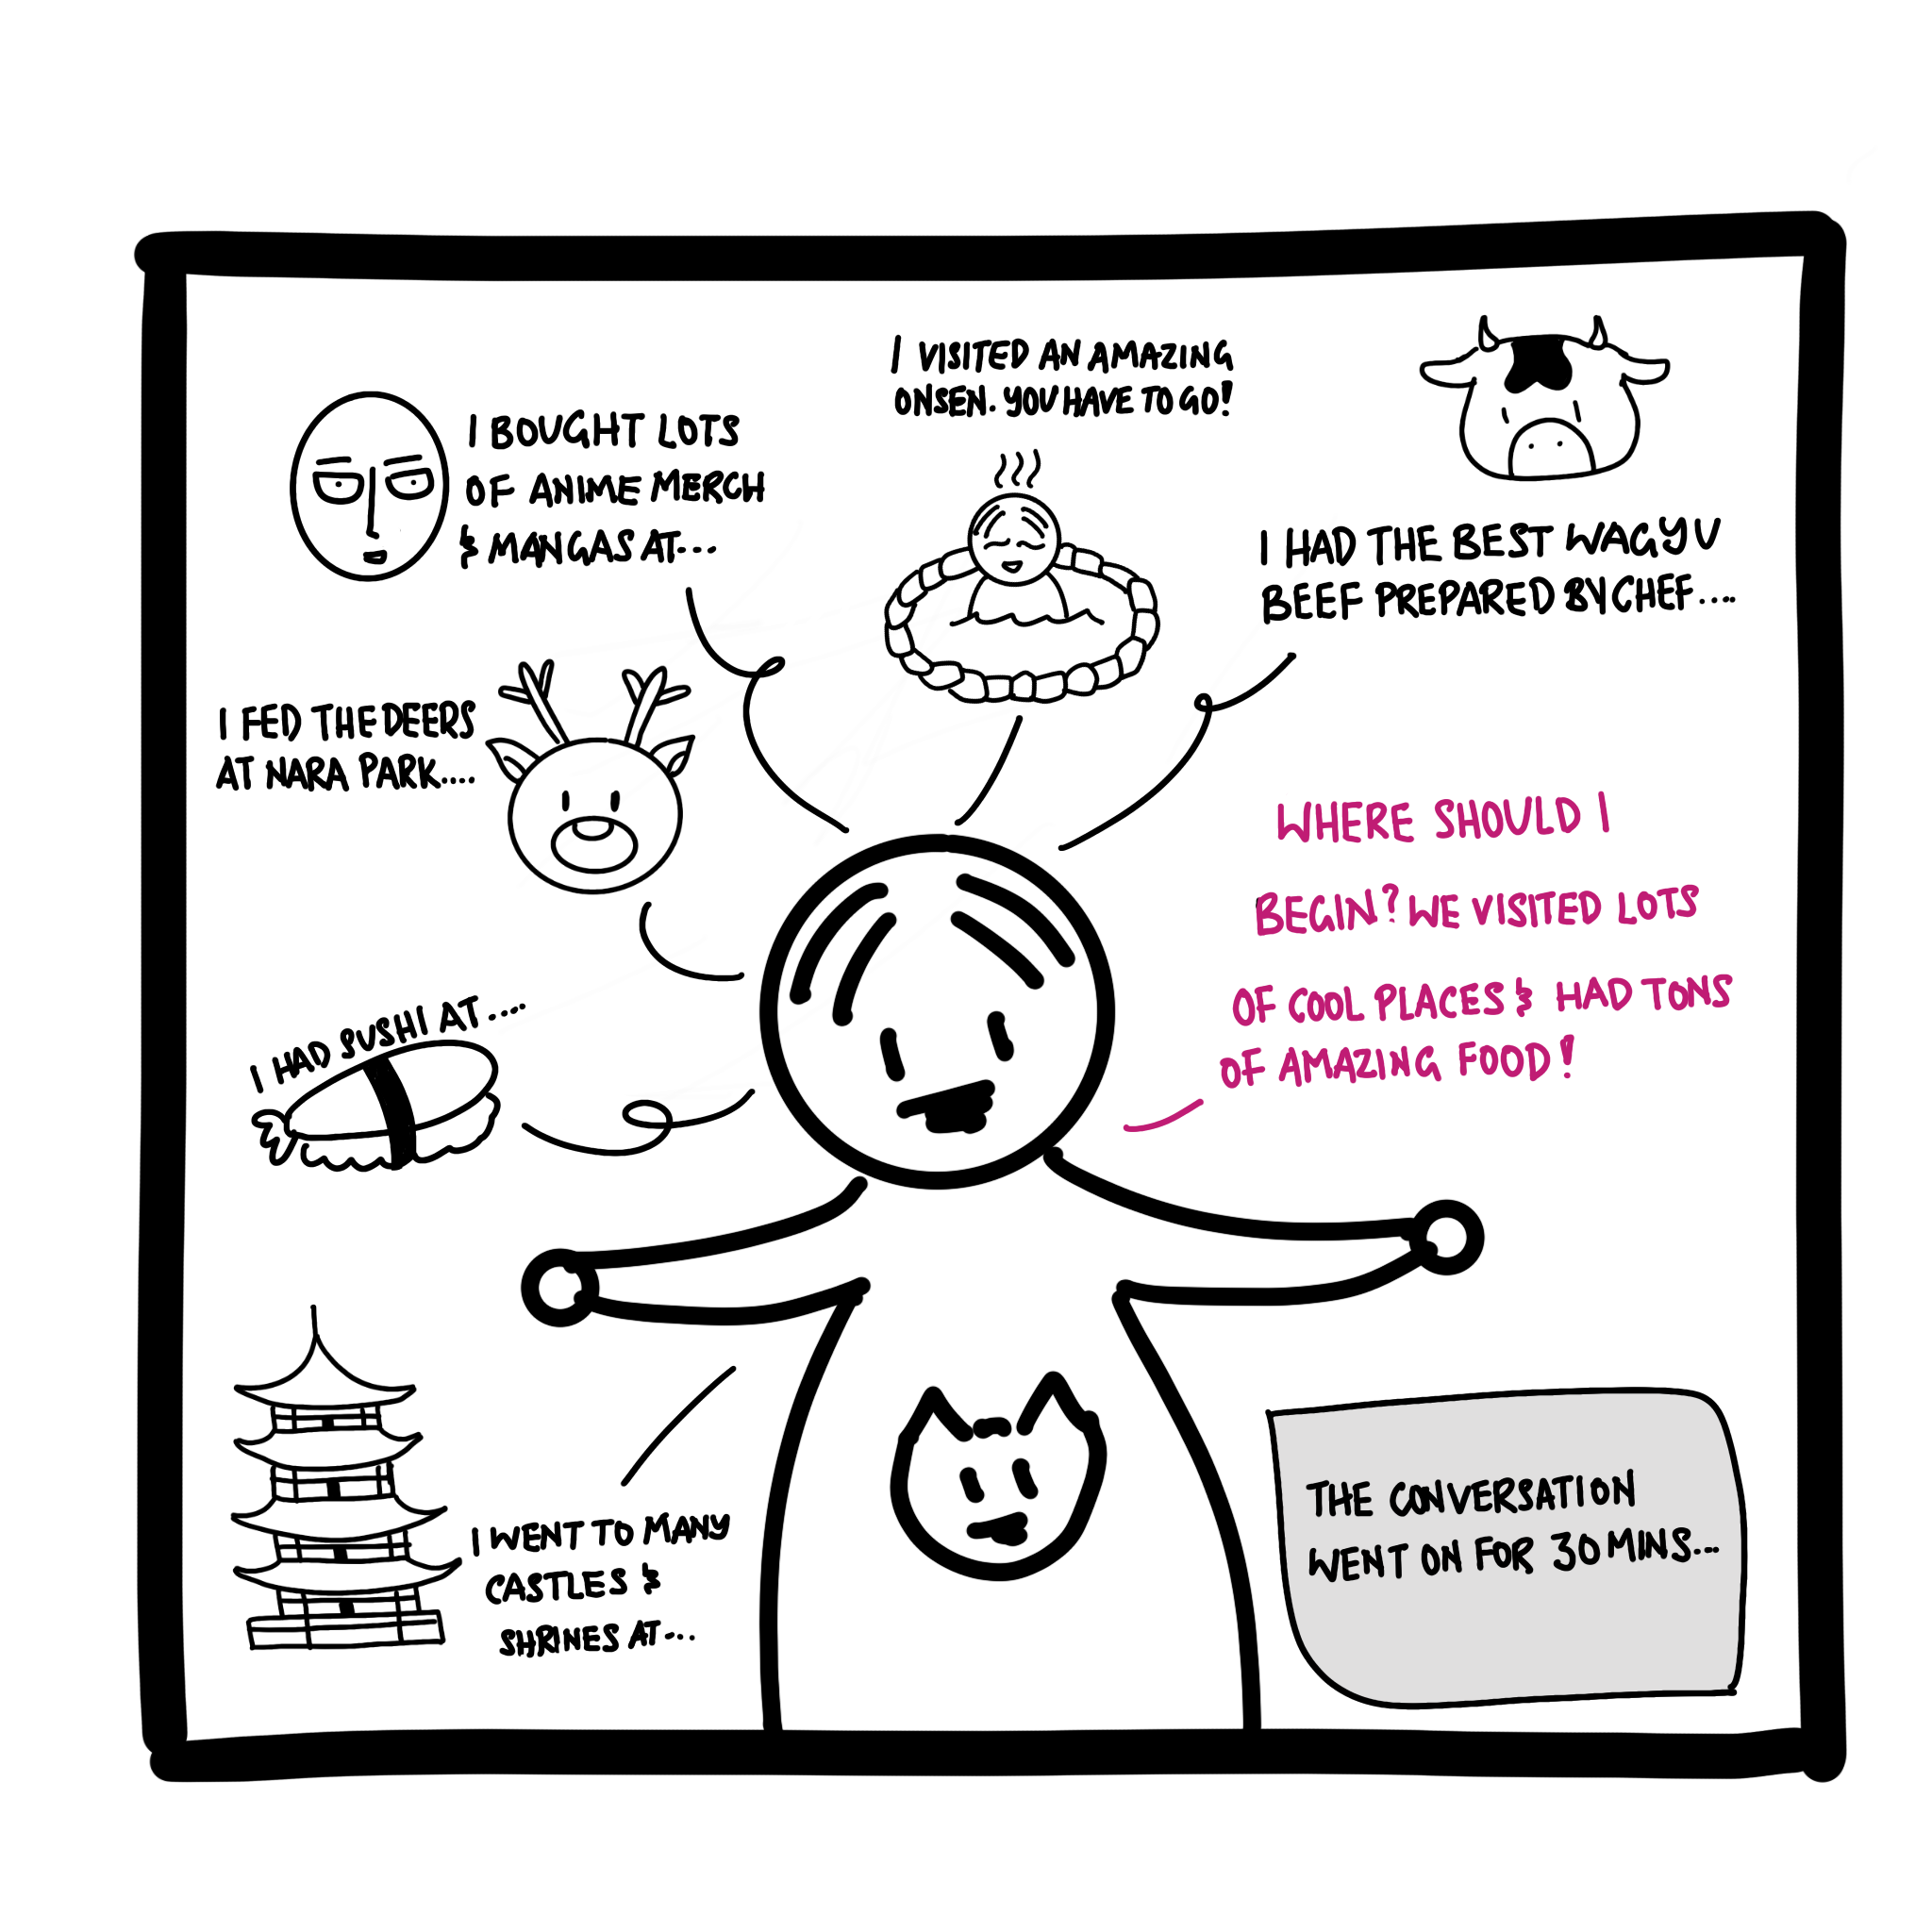 I VISITED AN AMAZING
ONSEN. YOU HAVE TO GO!
I BOUGHT LOTS
OF ANIME MERCH
& MANGAS AT...
I HAD THE BEST WAGYU
BEEF PREPARED BY CHEF....
I FED THE DEERS
AT NARA PARK....
WHERE SHOULD I
BEGIN? WE VISITED LOTS
OF COOL PLACES & HAD TONS
OF AMAZING FOOD!
I HAD SUSHI AT....
I WENT TO MANY
CASTLES &
SHRINES AT...
THE CONVERSATION
WENT ON FOR 30 MINS...